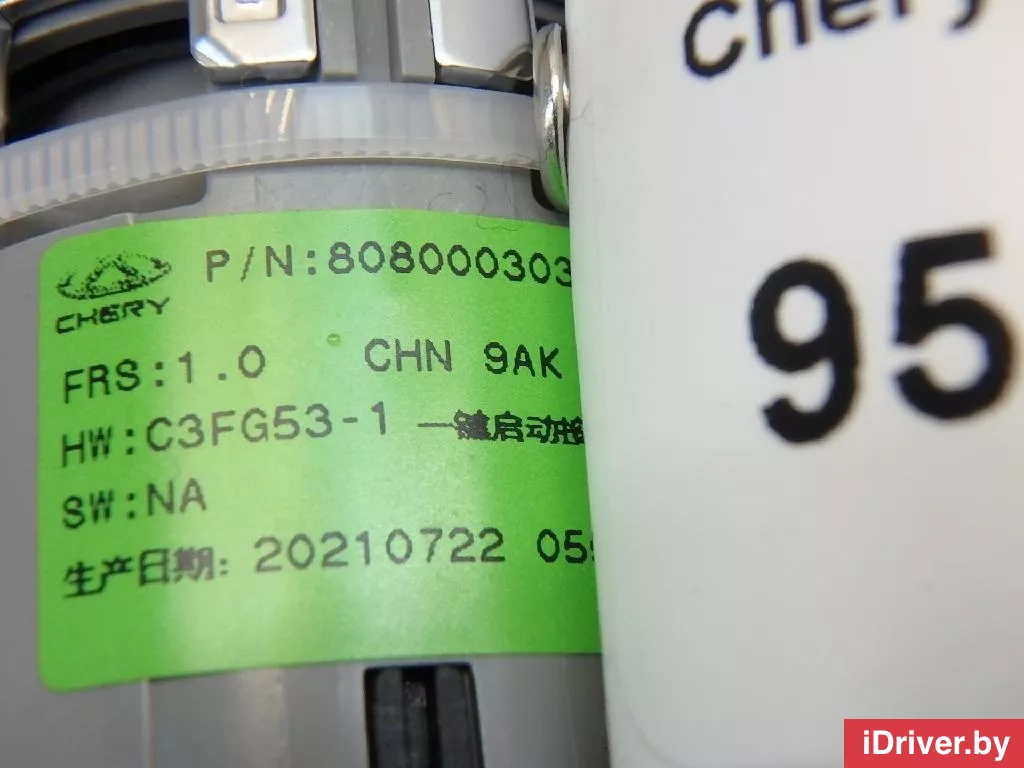 Chery
95
CHERY
P/N:808000303
FRS:1.0 CHN 9AK
HW:C3FG53-1 一键启动
SW:NA
生产日期: 20210722 05
iDriver.by